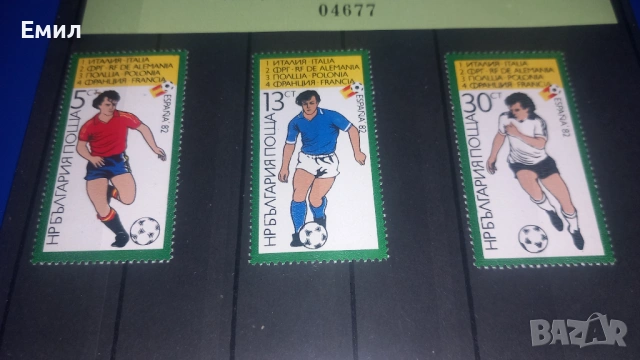 Емил
04677
1 ИТАЛИЯ·ITALIA
2 ФРГ·RF DE ALEMANIA
3 ПОЛША·POLONIA
4 ФРАНЦИЯ·FRANCIA
5 СТ
ESPAÑA 82
НРБЪЛГАРИЯ ПОЩА
1 ИТАЛИЯ·ITALIA
2 ФРГ·RF DE ALEMANIA
3 ПОЛША·POLONIA
4 ФРАНЦИЯ·FRANCIA
13 СТ
ESPAÑA 82
НРБЪЛГАРИЯ ПОЩА
1 ИТАЛИЯ·ITALIA
2 ФРГ·RF DE ALEMANIA
3 ПОЛША·POLONIA
4 ФРАНЦИЯ·FRANCIA
30 СТ
ESPAÑA 82
НРБЪЛГАРИЯ ПОЩА
BAZAR